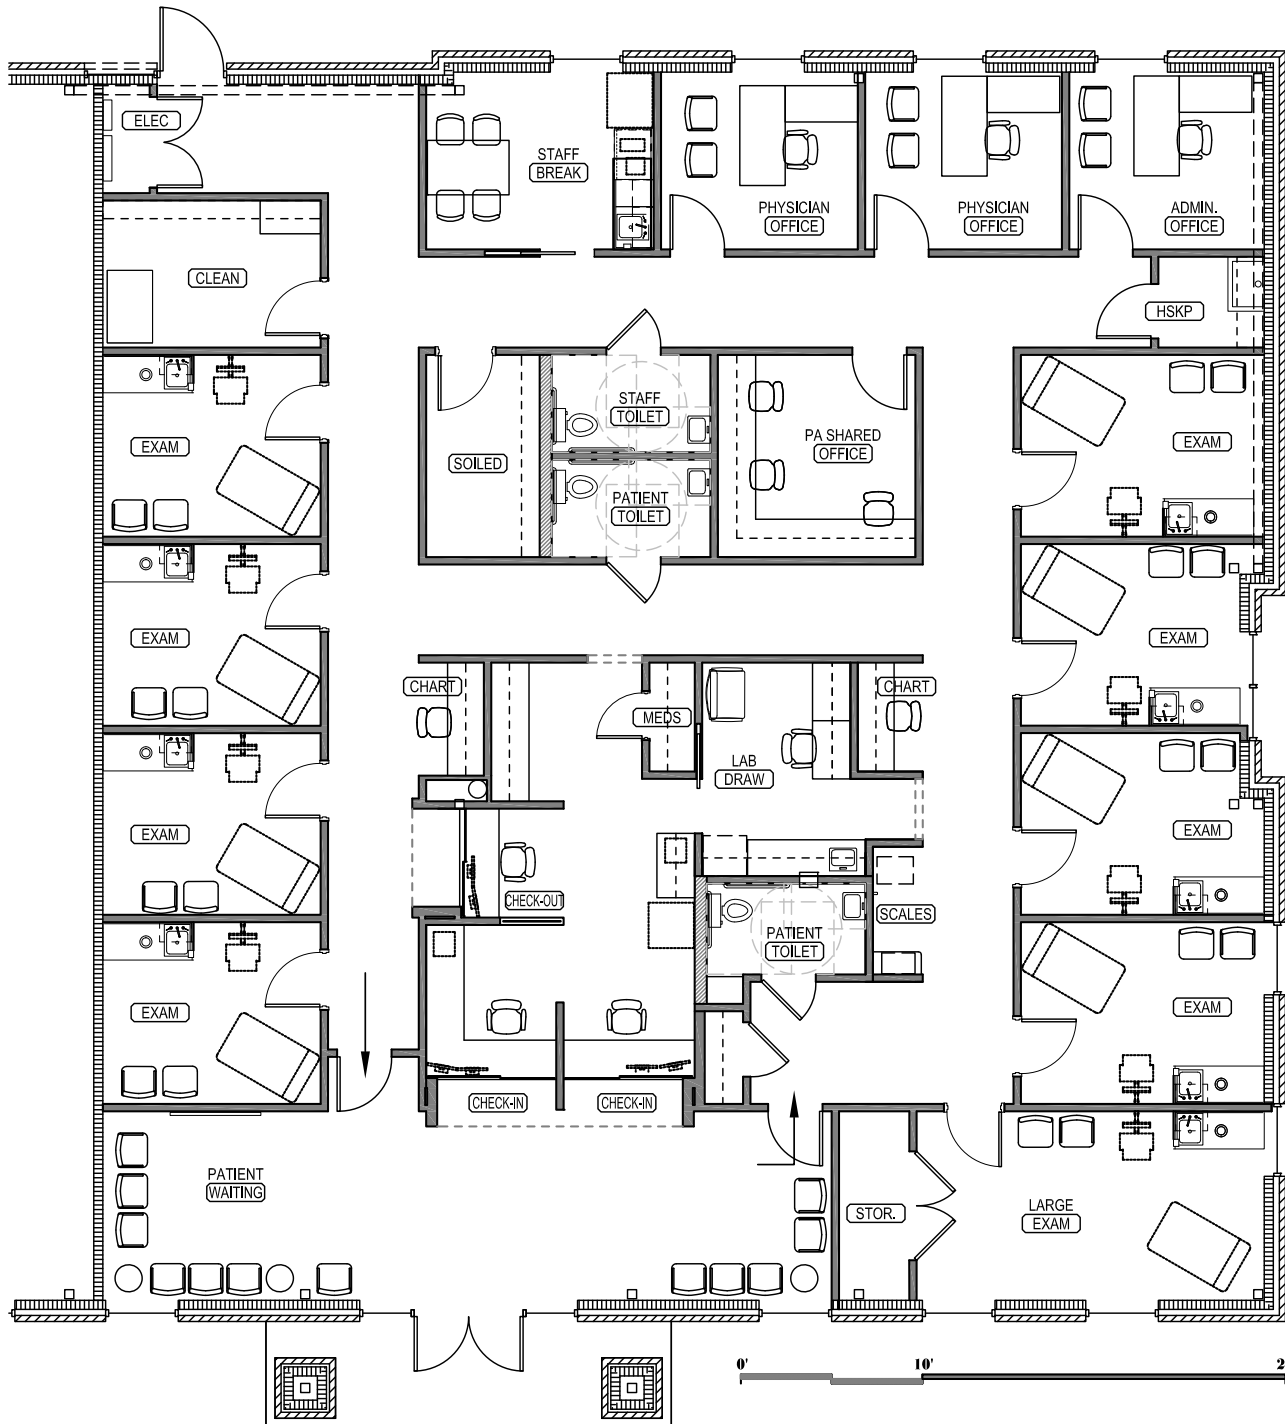 ELEC
STAFF
BREAK
PHYSICIAN
OFFICE
PHYSICIAN
OFFICE
ADMIN.
OFFICE
CLEAN
HSKP
EXAM
STAFF
TOILET
SOILED
PA SHARED
OFFICE
EXAM
PATIENT
TOILET
EXAM
EXAM
CHART
MEDS
CHART
LAB
DRAW
EXAM
EXAM
CHECK-OUT
SCALES
PATIENT
TOILET
EXAM
EXAM
CHECK-IN
CHECK-IN
PATIENT
WAITING
STOR.
LARGE
EXAM
0'
10'
2